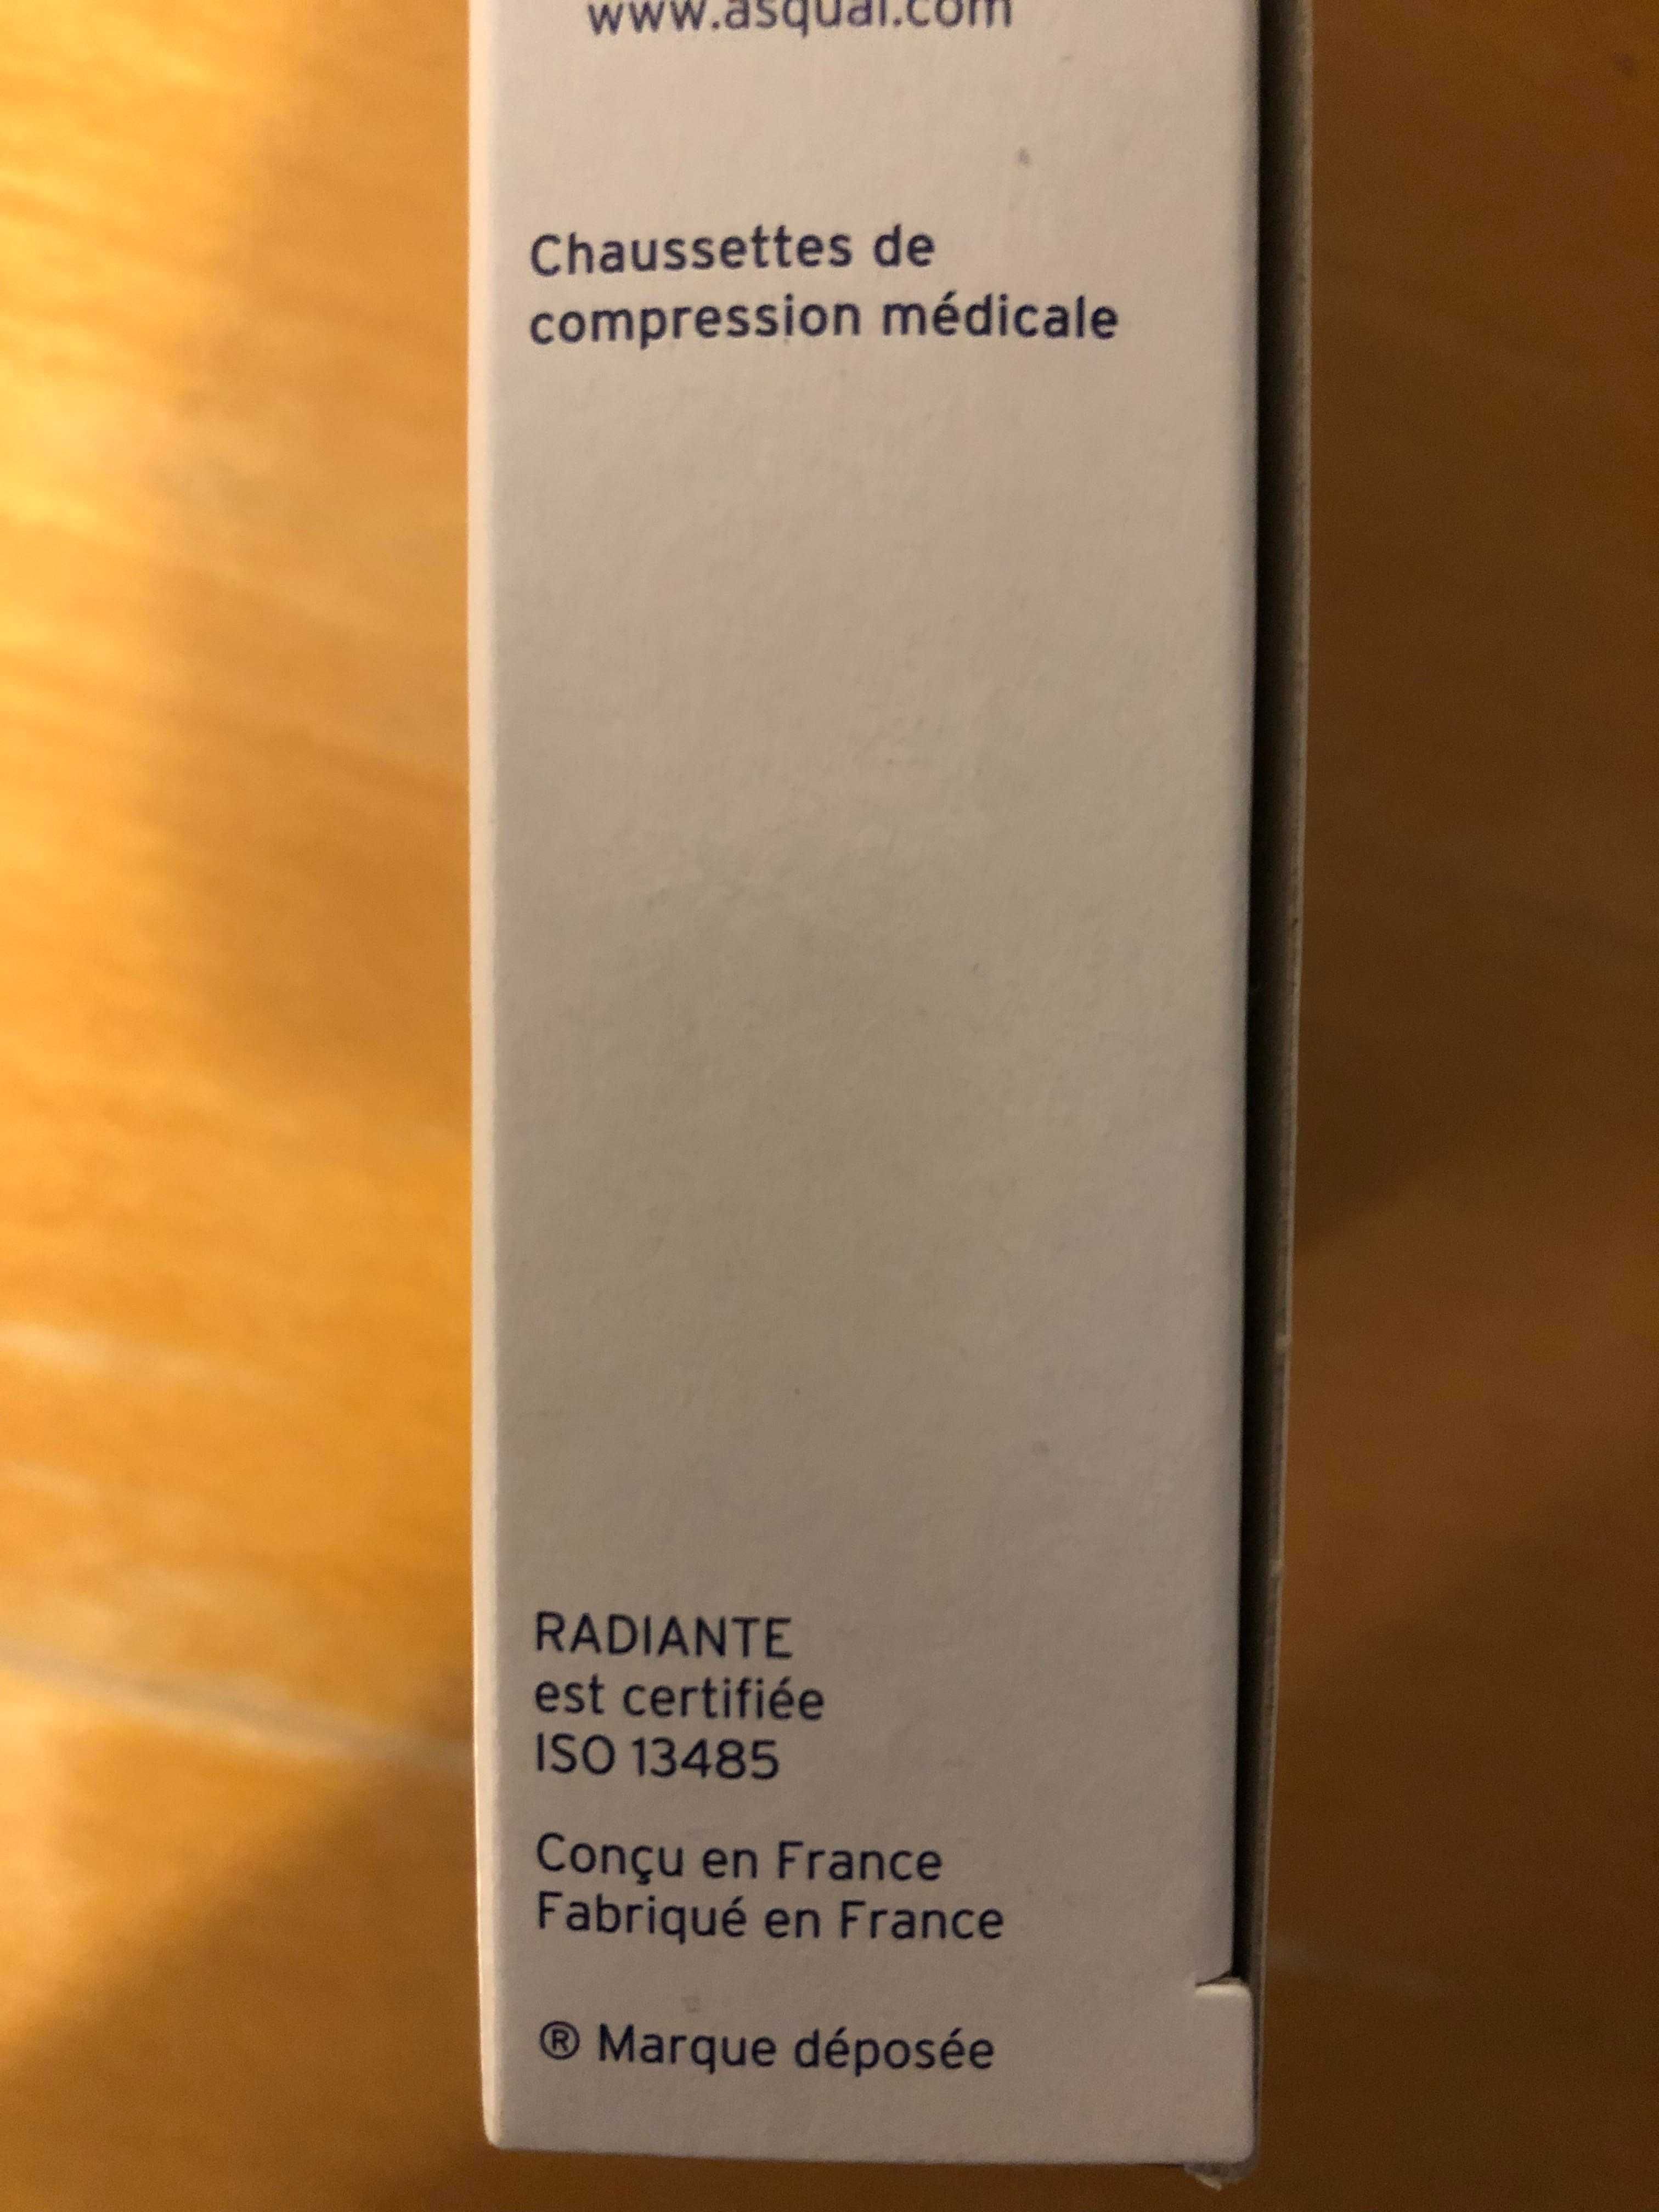 www.asqual.com
Chaussettes de
compression médicale
RADIANTE
est certifiée
ISO 13485
Conçu en France
Fabriqué en France
® Marque déposée